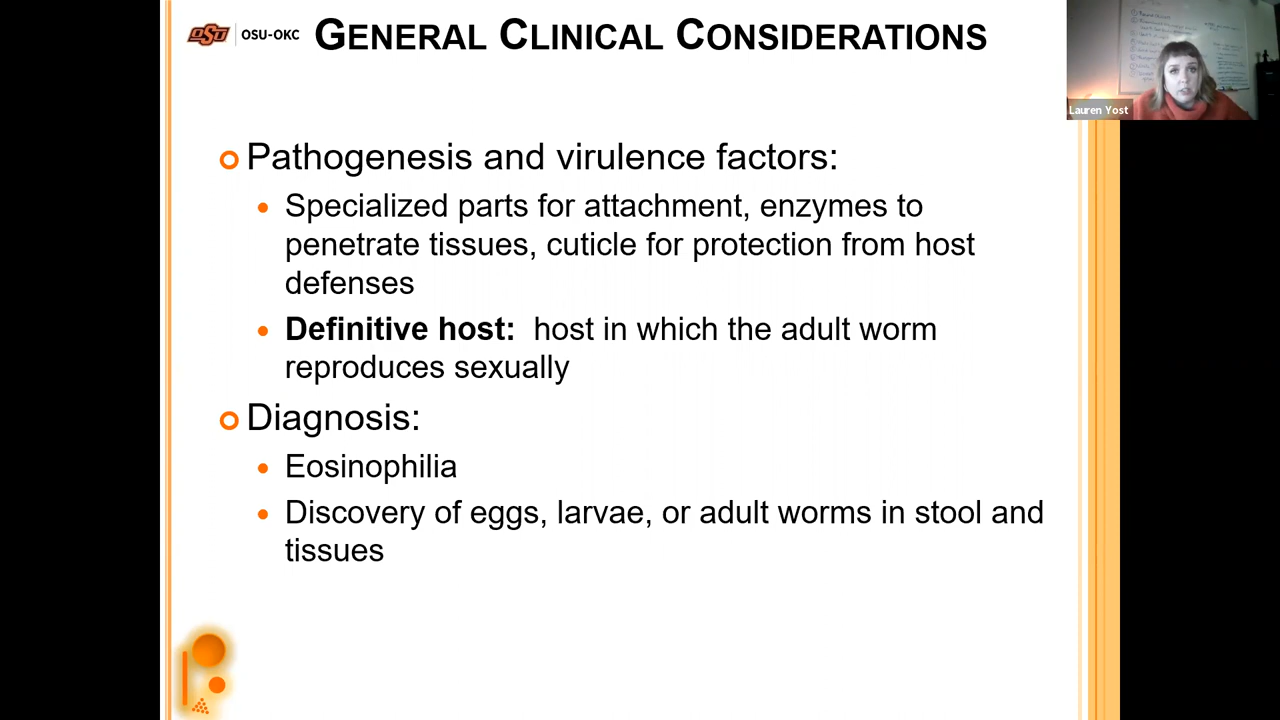 OSU OSU-OKC GENERAL CLINICAL CONSIDERATIONS
Lauren Yost
Pathogenesis and virulence factors:
Specialized parts for attachment, enzymes to
penetrate tissues, cuticle for protection from host
defenses
Definitive host: host in which the adult worm
reproduces sexually
Diagnosis:
Eosinophilia
Discovery of eggs, larvae, or adult worms in stool and
tissues